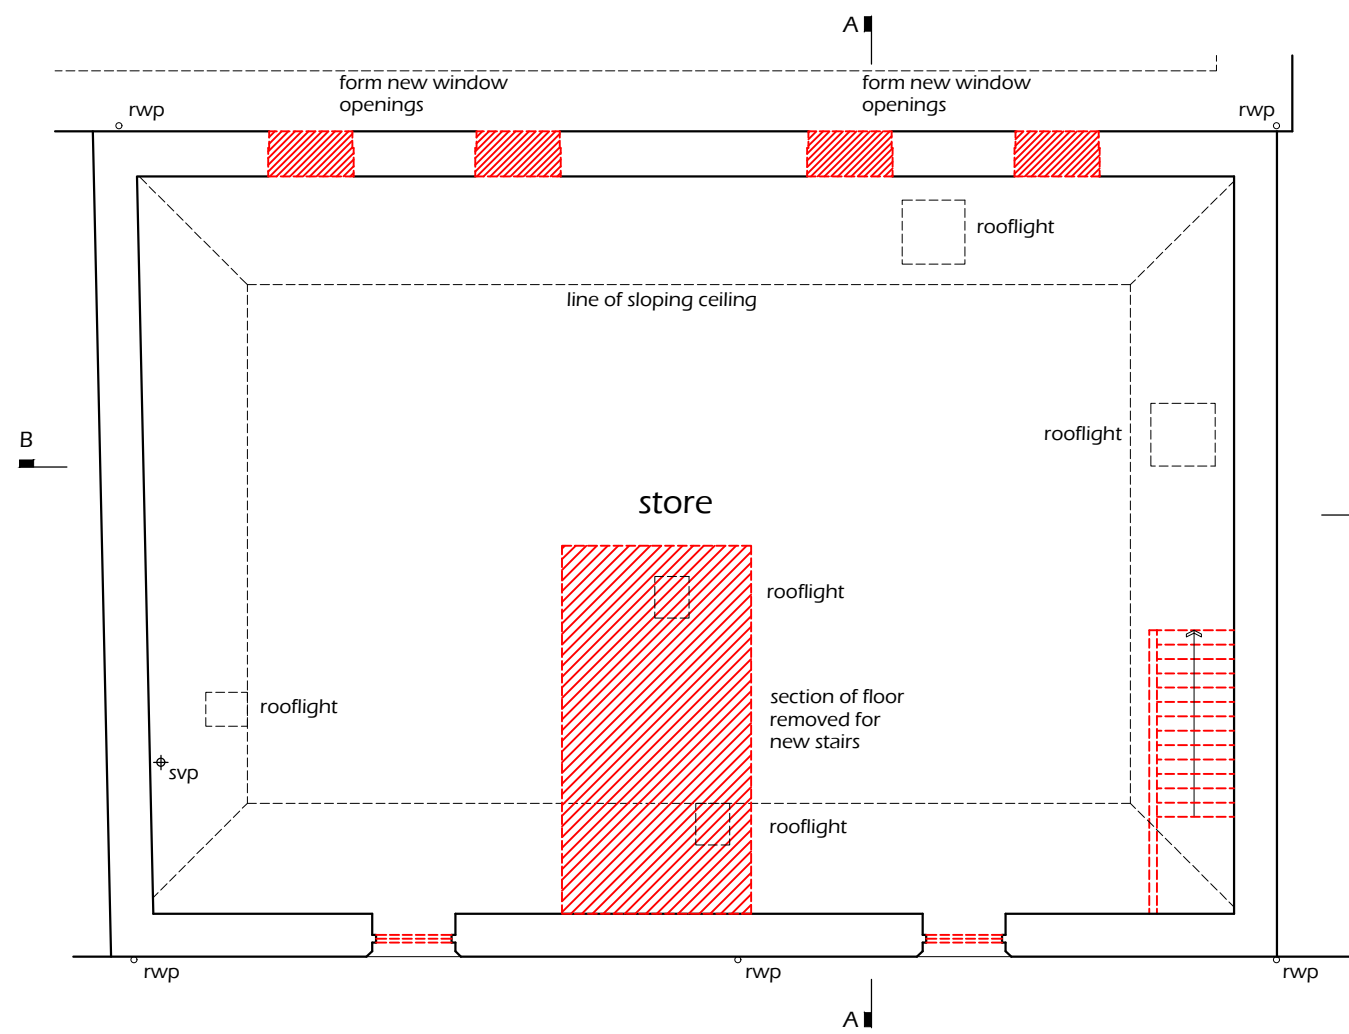 A
form new window
openings
form new window
openings
rwp
rwp
rooflight
line of sloping ceiling
rooflight
B
store
rooflight
section of floor
removed for
new stairs
rooflight
svp
rooflight
rwp
rwp
rwp
A